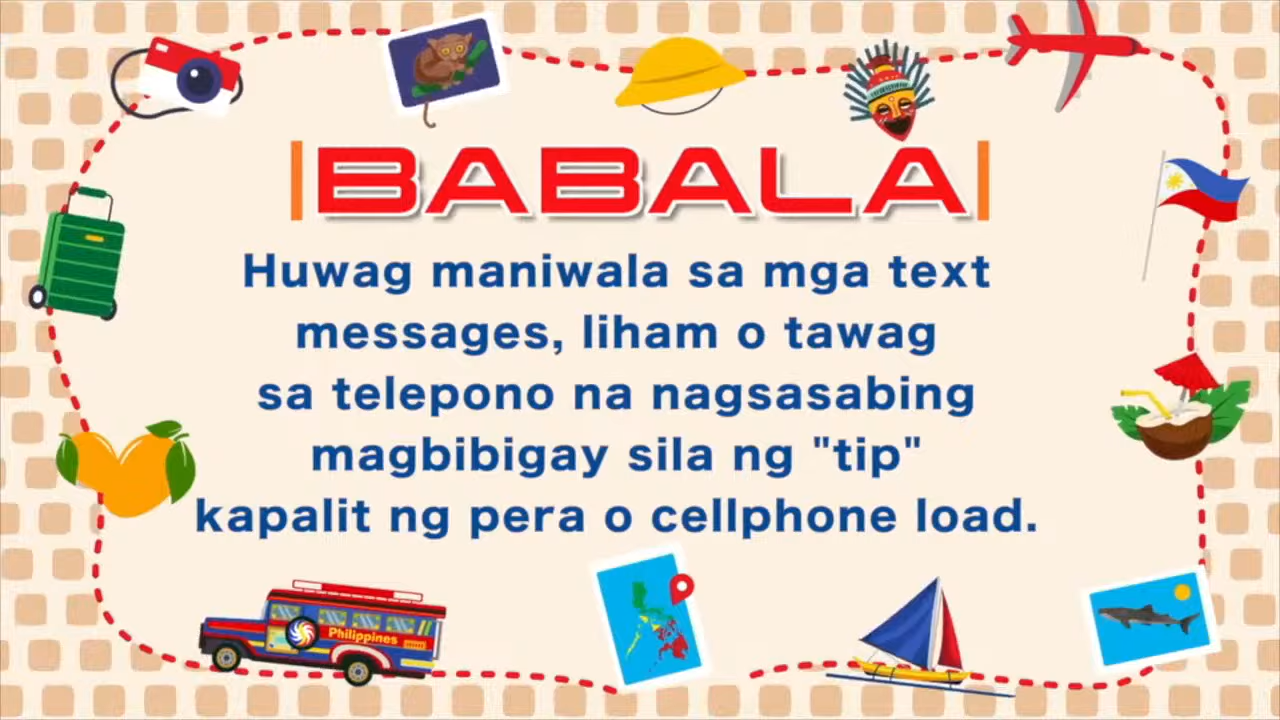 BABALA
Huwag maniwala sa mga text
messages, liham o tawag
sa telepono na nagsasabing
magbibigay sila ng "tip"
kapalit ng pera o cellphone load.
Philippines